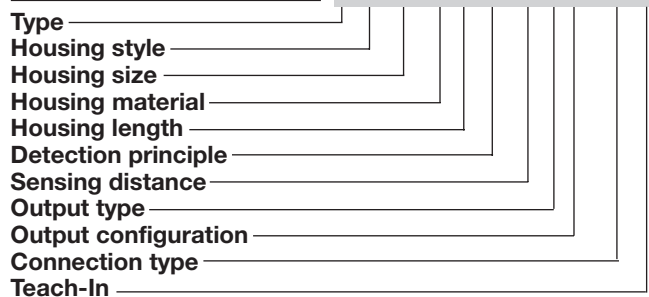 Type
Housing style
Housing size
Housing material
Housing length
Detection principle
Sensing distance
Output type
Output configuration
Connection type
Teach-In